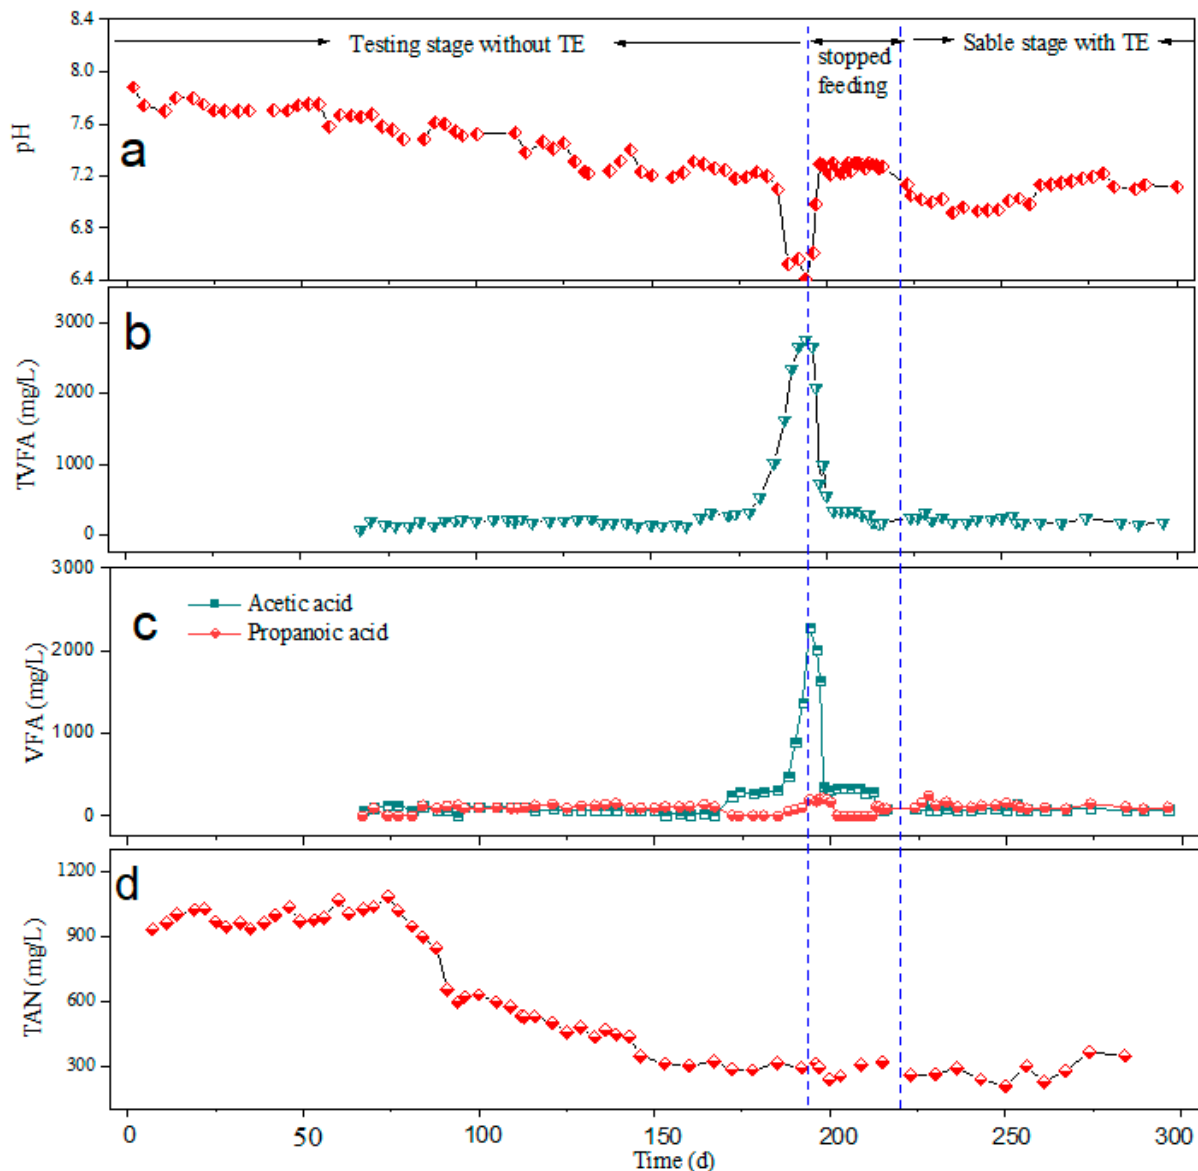 8.4
Testing stage without TE
Sable stage with TE
8.0
stopped
feeding
7.6
pH
a
7.2
6.8
6.4
b
3000
TVFA (mg/L)
2000
1000
0
3000
Acetic acid
c
Propanoic acid
2000
VFA (mg/L)
1000
0
d
1200
900
TAN (mg/L)
600
300
0 50 100 150 200 250 300
Time (d)